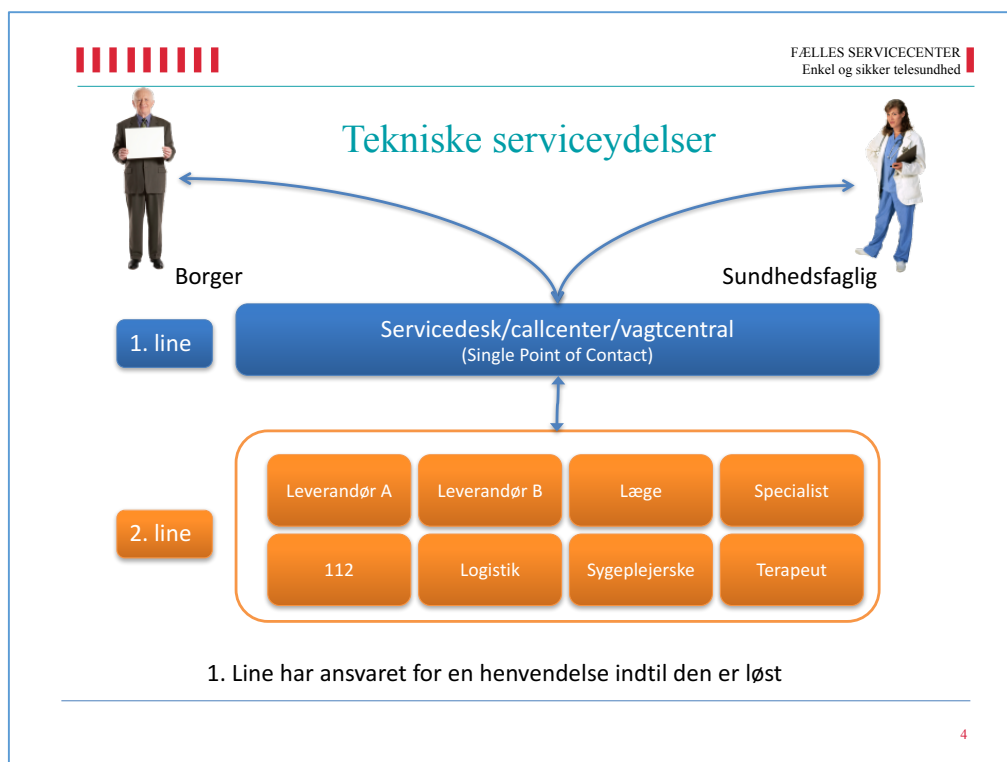 FÆLLES SERVICECENTER
Enkel og sikker telesundhed
Tekniske serviceydelser
Borger
Sundhedsfaglig
1. line
Servicedesk/callcenter/vagtcentral
(Single Point of Contact)
2. line
Leverandør A
Leverandør B
Læge
Specialist
112
Logistik
Sygeplejerske
Terapeut
1. Line har ansvaret for en henvendelse indtil den er løst
4